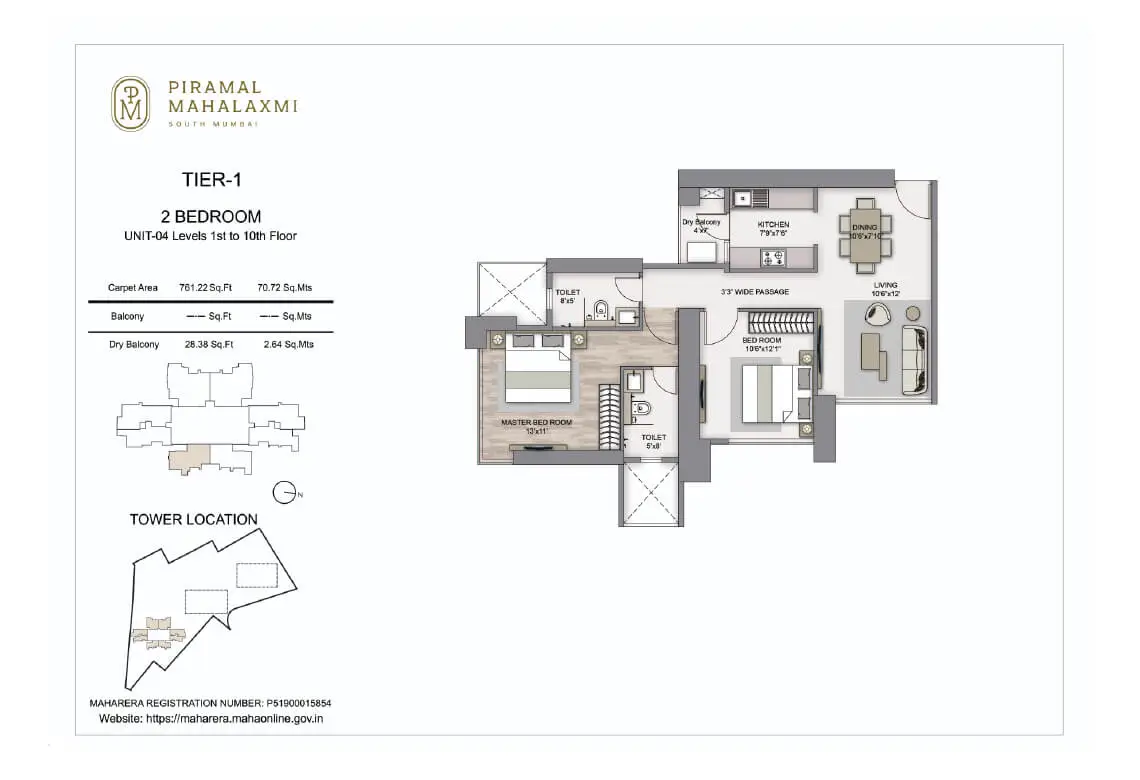 PM
PIRAMAL
MAHALAXMI
SOUTH MUMBAI
TIER-1
2 BEDROOM
UNIT-04 Levels 1st to 10th Floor
Carpet Area 761.22 Sq.Ft 70.72 Sq.Mts
Balcony —-— Sq.Ft —-— Sq.Mts
Dry Balcony 28.38 Sq.Ft 2.64 Sq.Mts
N
TOWER LOCATION
MAHARERA REGISTRATION NUMBER: P51900015854
Website: https://maharera.mahaonline.gov.in
Dry Balcony
4'x7'
KITCHEN
7'9"x7'6"
DINING
10'6"x7'10"
LIVING
10'6"x12'
TOILET
8'x5'
3'3" WIDE PASSAGE
BED ROOM
10'6"x12'1"
MASTER BED ROOM
13'x11'
TOILET
5'x8'